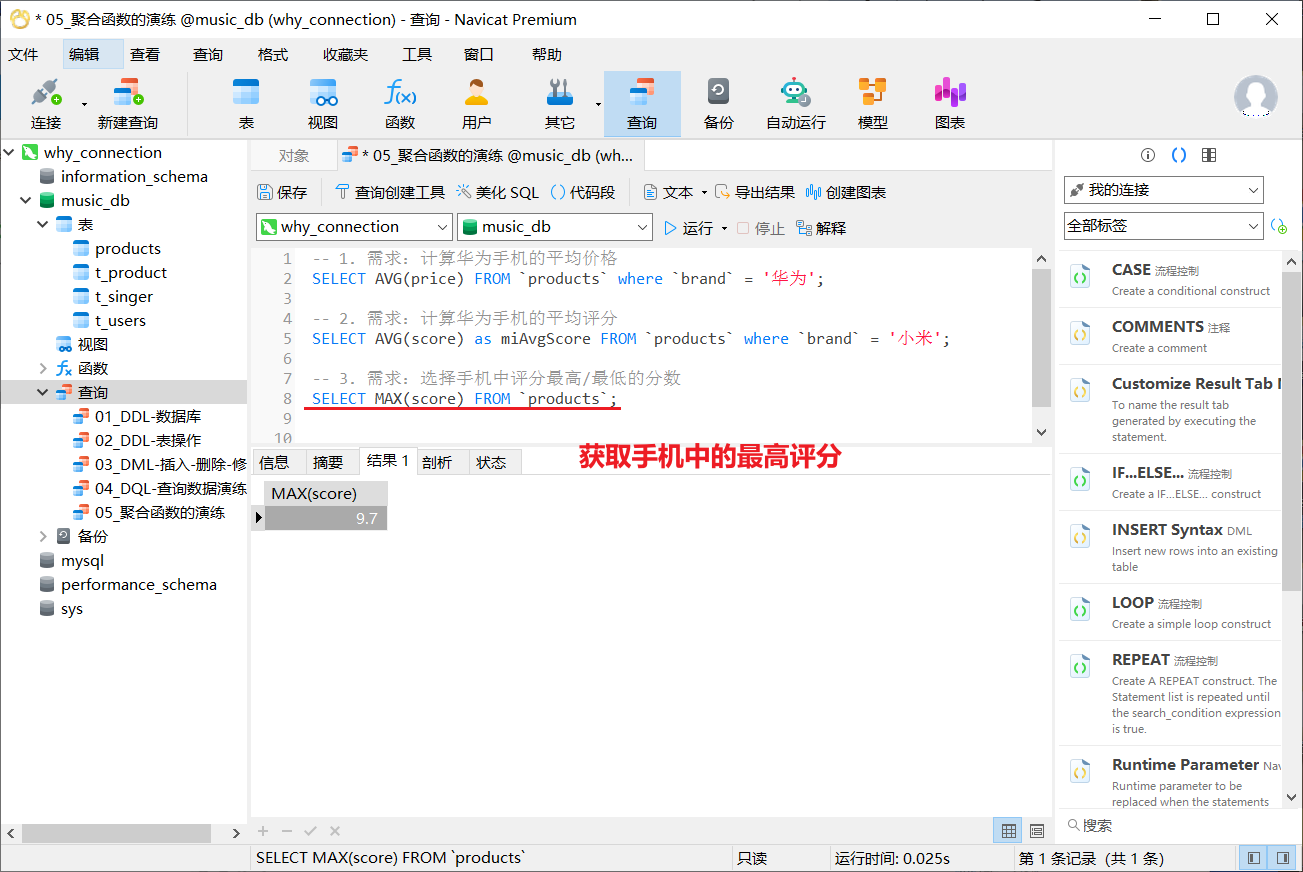 * 05_聚合函数的演练 @music_db (why_connection) - 查询 - Navicat Premium
文件 编辑 查看 查询 格式 收藏夹 工具 窗口 帮助
连接 新建查询 表 视图 函数 用户 其它 查询 备份 自动运行 模型 图表
why_connection
information_schema
music_db
表
products
t_product
t_singer
t_users
视图
函数
查询
01_DDL-数据库
02_DDL-表操作
03_DML-插入-删除-修
04_DQL-查询数据演练
05_聚合函数的演练
备份
mysql
performance_schema
sys
对象 * 05_聚合函数的演练 @music_db (wh...
保存 查询创建工具 美化 SQL 代码段 文本 导出结果 创建图表
why_connection music_db 运行 停止 解释
1 -- 1. 需求：计算华为手机的平均价格
2 SELECT AVG(price) FROM `products` where `brand` = '华为';
3
4 -- 2. 需求：计算华为手机的平均评分
5 SELECT AVG(score) as miAvgScore FROM `products` where `brand` = '小米';
6
7 -- 3. 需求：选择手机中评分最高/最低的分数
8 SELECT MAX(score) FROM `products`;
9
10
获取手机中的最高评分
信息 摘要 结果 1 剖析 状态
MAX(score)
9.7
我的连接
全部标签
CASE 流程控制
Create a conditional construct
COMMENTS 注释
Create a comment
Customize Result Tab N
To name the result tab
generated by executing the
statement.
IF...ELSE... 流程控制
Create a IF...ELSE... construct
INSERT Syntax DML
Insert new rows into an existing
table
LOOP 流程控制
Create a simple loop construct
REPEAT 流程控制
Create A REPEAT construct. The
Statement list is repeated until
the search_condition expression
is true.
Runtime Parameter Nav
Runtime parameter to be
replaced when the statements
搜索
SELECT MAX(score) FROM `products` 只读 运行时间: 0.025s 第 1 条记录 (共 1 条)